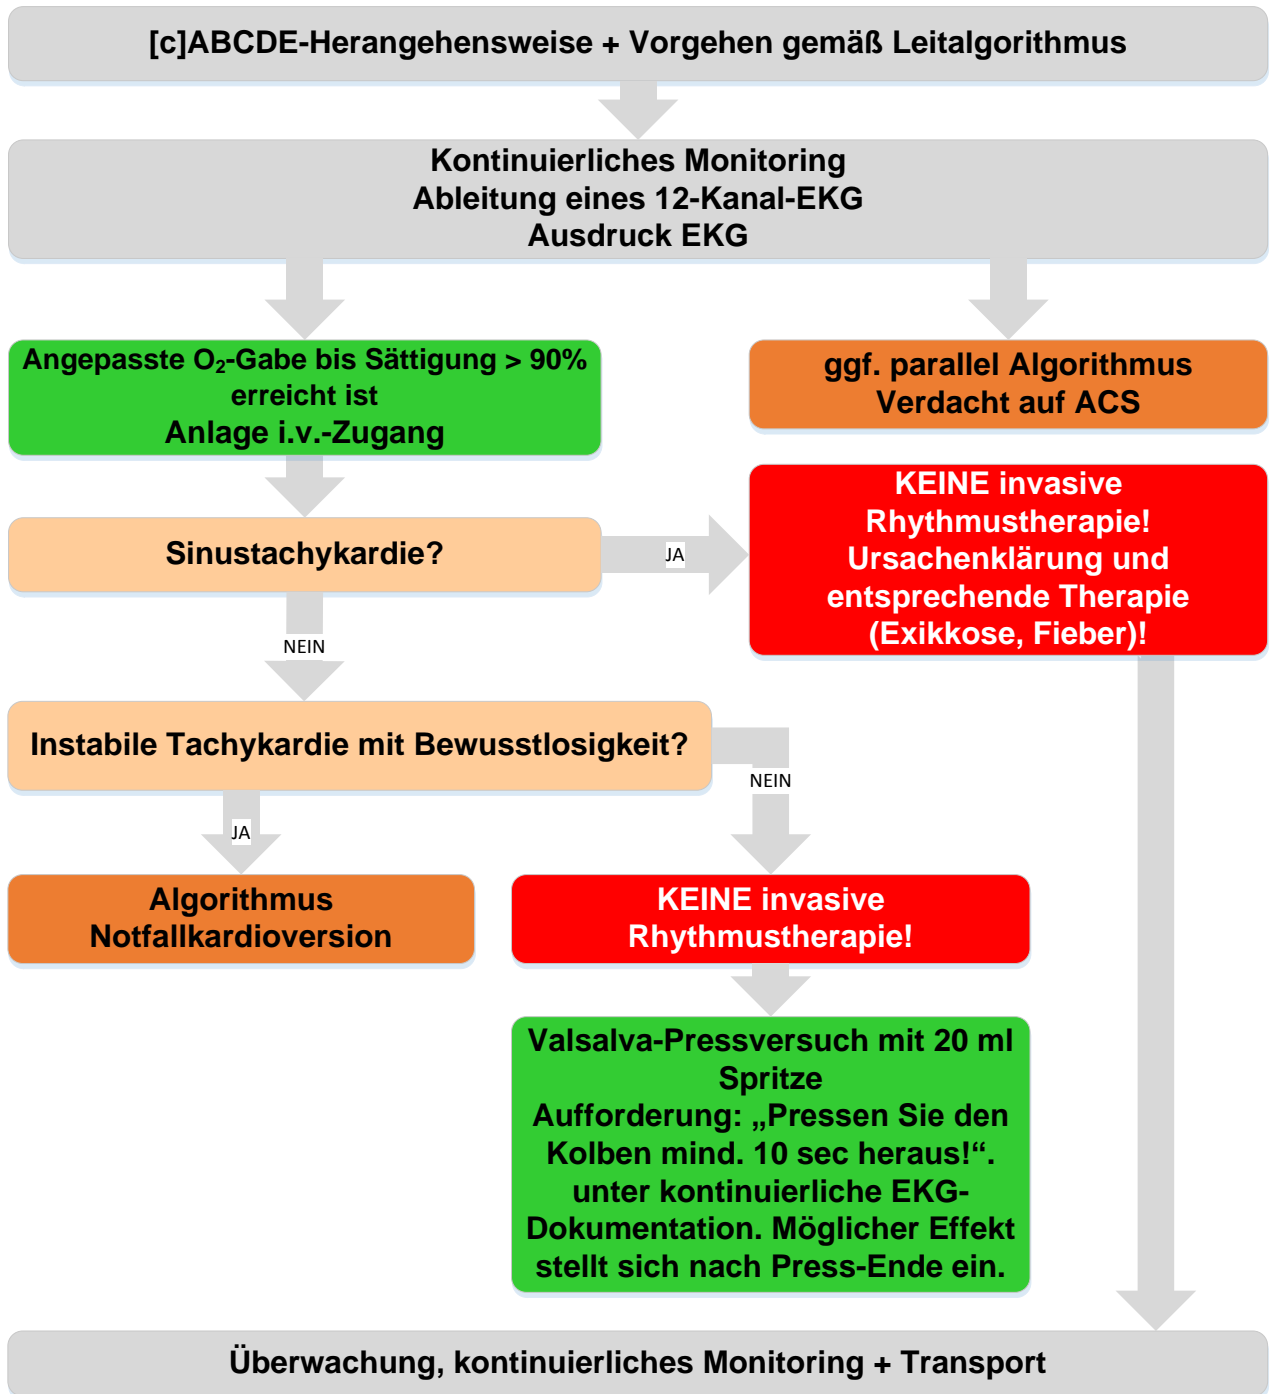 [c]ABCDE-Herangehensweise + Vorgehen gemäß Leitalgorithmus
Kontinuierliches Monitoring
Ableitung eines 12-Kanal-EKG
Ausdruck EKG
Angepasste O₂-Gabe bis Sättigung > 90%
erreicht ist
Anlage i.v.-Zugang
ggf. parallel Algorithmus
Verdacht auf ACS
Sinustachykardie?
JA
KEINE invasive
Rhythmustherapie!
Ursachenklärung und
entsprechende Therapie
(Exikkose, Fieber)!
NEIN
Instabile Tachykardie mit Bewusstlosigkeit?
NEIN
JA
Algorithmus
Notfallkardioversion
KEINE invasive
Rhythmustherapie!
Valsalva-Pressversuch mit 20 ml
Spritze
Aufforderung: „Pressen Sie den
Kolben mind. 10 sec heraus!“.
unter kontinuierliche EKG-
Dokumentation. Möglicher Effekt
stellt sich nach Press-Ende ein.
Überwachung, kontinuierliches Monitoring + Transport